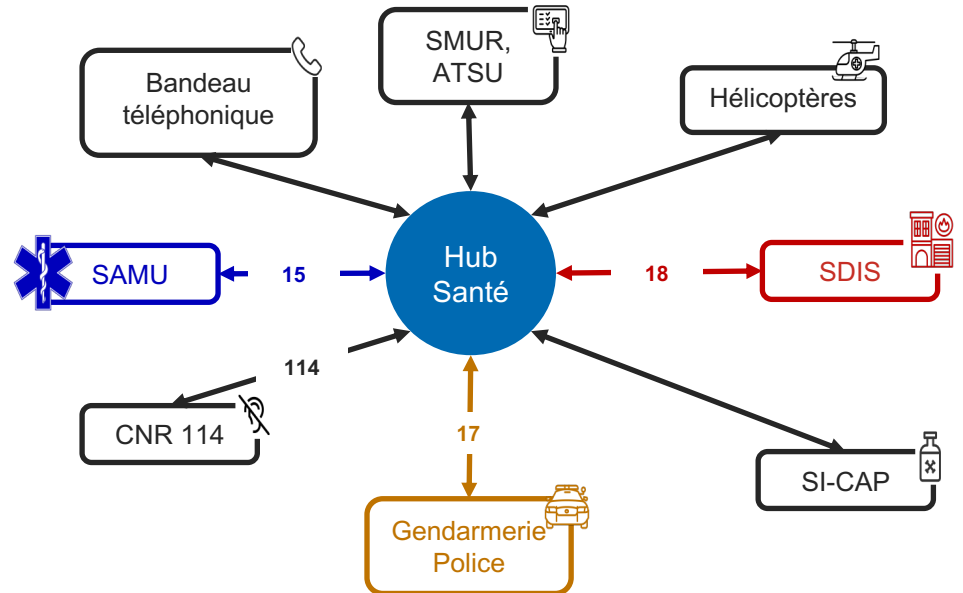 SMUR,
ATSU
Bandeau
téléphonique
Hélicoptères
Hub
Santé
SAMU
15
18
SDIS
114
CNR 114
17
SI-CAP
Gendarmerie
Police